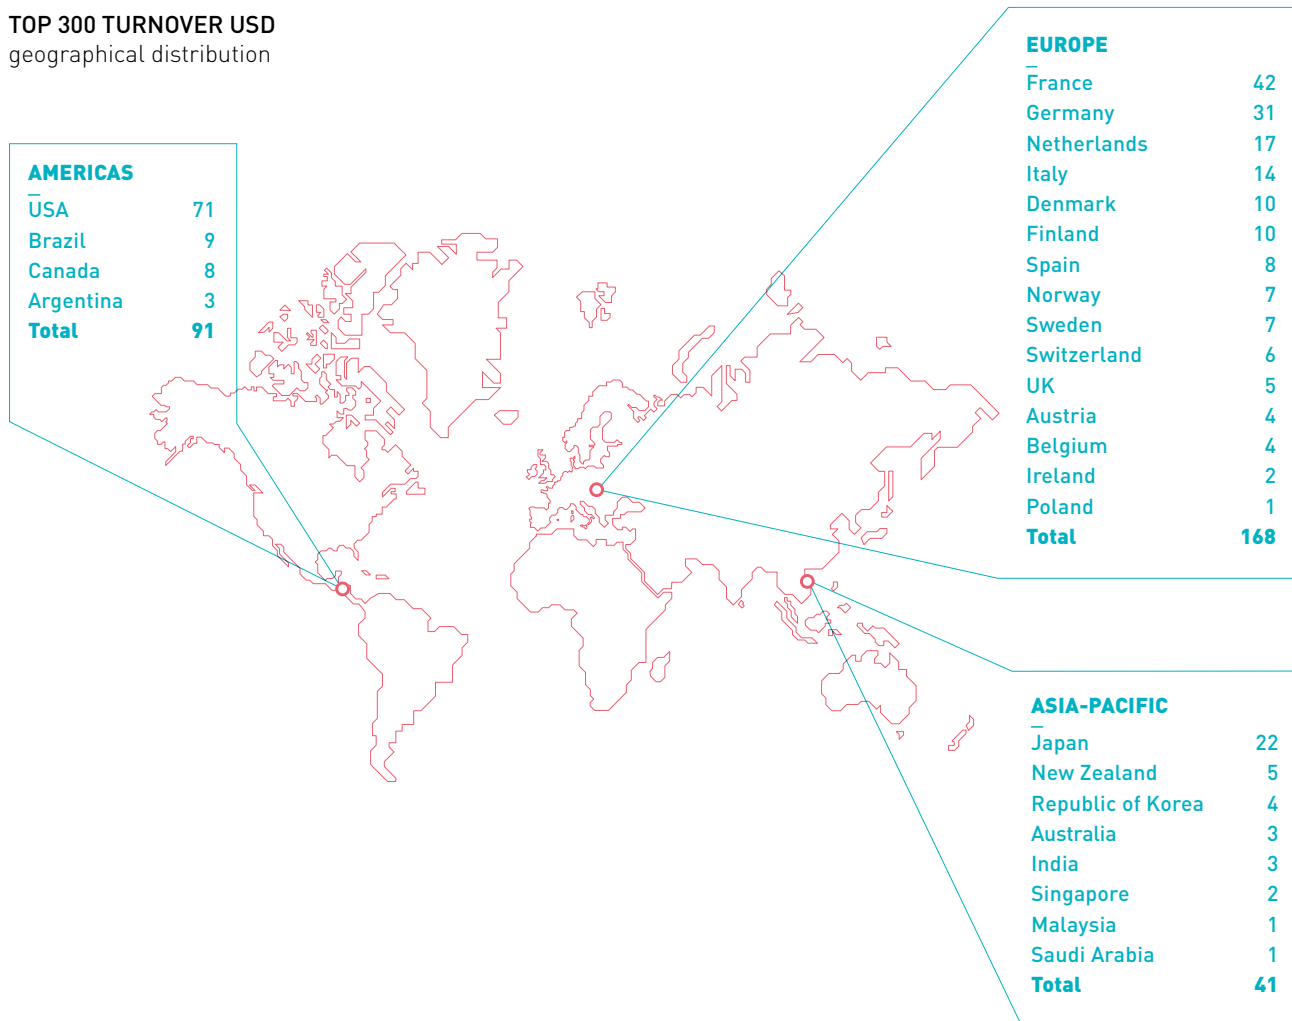 TOP 300 TURNOVER USD
geographical distribution
AMERICAS
USA 71
Brazil 9
Canada 8
Argentina 3
Total 91
EUROPE
France 42
Germany 31
Netherlands 17
Italy 14
Denmark 10
Finland 10
Spain 8
Norway 7
Sweden 7
Switzerland 6
UK 5
Austria 4
Belgium 4
Ireland 2
Poland 1
Total 168
ASIA-PACIFIC
Japan 22
New Zealand 5
Republic of Korea 4
Australia 3
India 3
Singapore 2
Malaysia 1
Saudi Arabia 1
Total 41